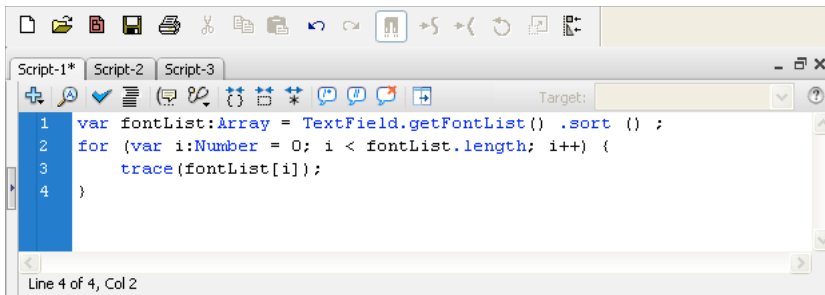 Script-1* Script-2 Script-3
Target:
1 var fontList:Array = TextField.getFontList() .sort () ;
2 for (var i:Number = 0; i < fontList.length; i++) {
3     trace(fontList[i]);
4 }
Line 4 of 4, Col 2